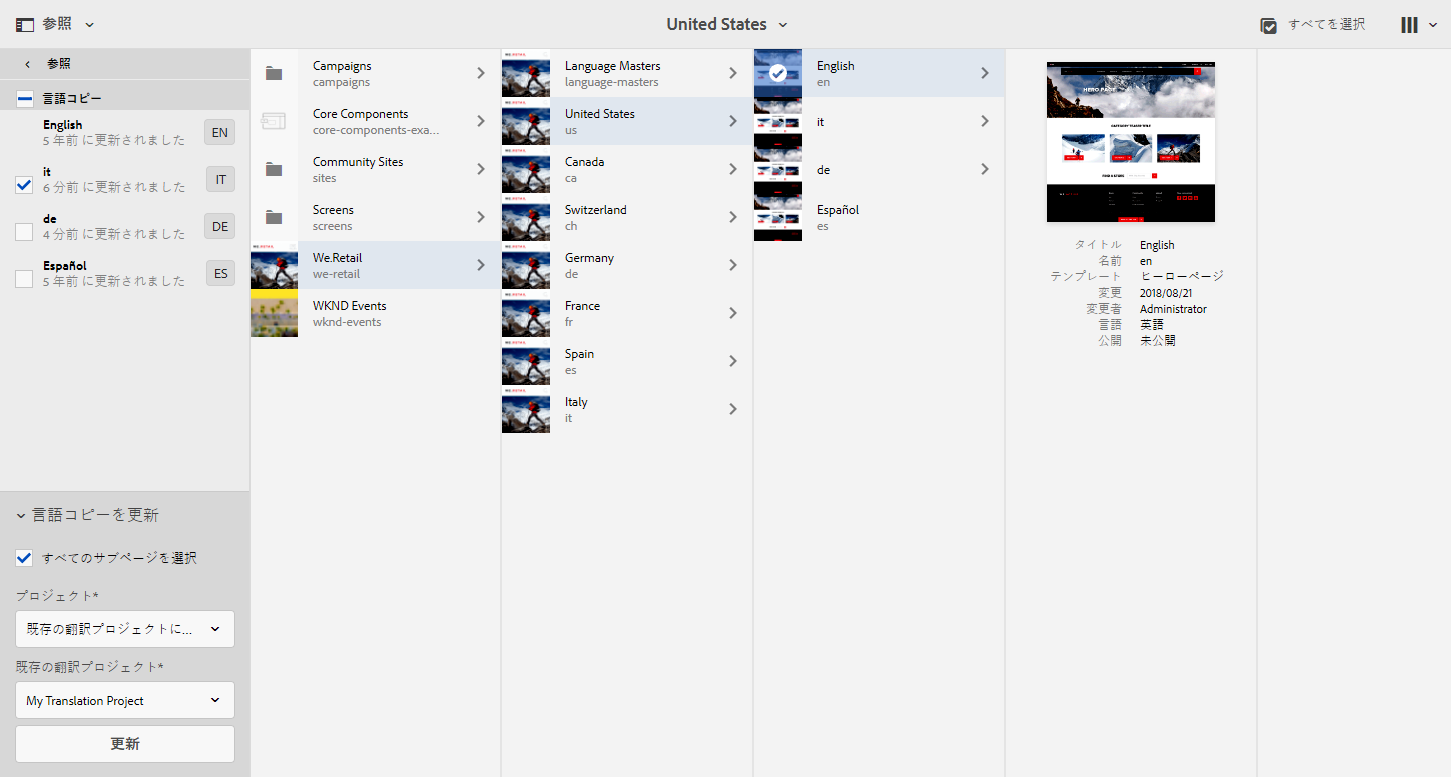 参照
United States
すべてを選択
参照
言語コピー
English
5 年前 に更新されました
EN
it
6 分前 に更新されました
IT
de
4 分前 に更新されました
DE
Español
5 年前 に更新されました
ES
言語コピーを更新
すべてのサブページを選択
プロジェクト*
既存の翻訳プロジェクトに...
既存の翻訳プロジェクト*
My Translation Project
更新
Campaigns
campaigns
Core Components
core-components-exa...
Community Sites
sites
Screens
screens
We.Retail
we-retail
WKND Events
wknd-events
Language Masters
language-masters
United States
us
Canada
ca
Switzerland
ch
Germany
de
France
fr
Spain
es
Italy
it
English
en
it
de
Español
es
HERO PAGE
タイトル English
名前 en
テンプレート ヒーローページ
変更 2018/08/21
変更者 Administrator
言語 英語
公開 未公開